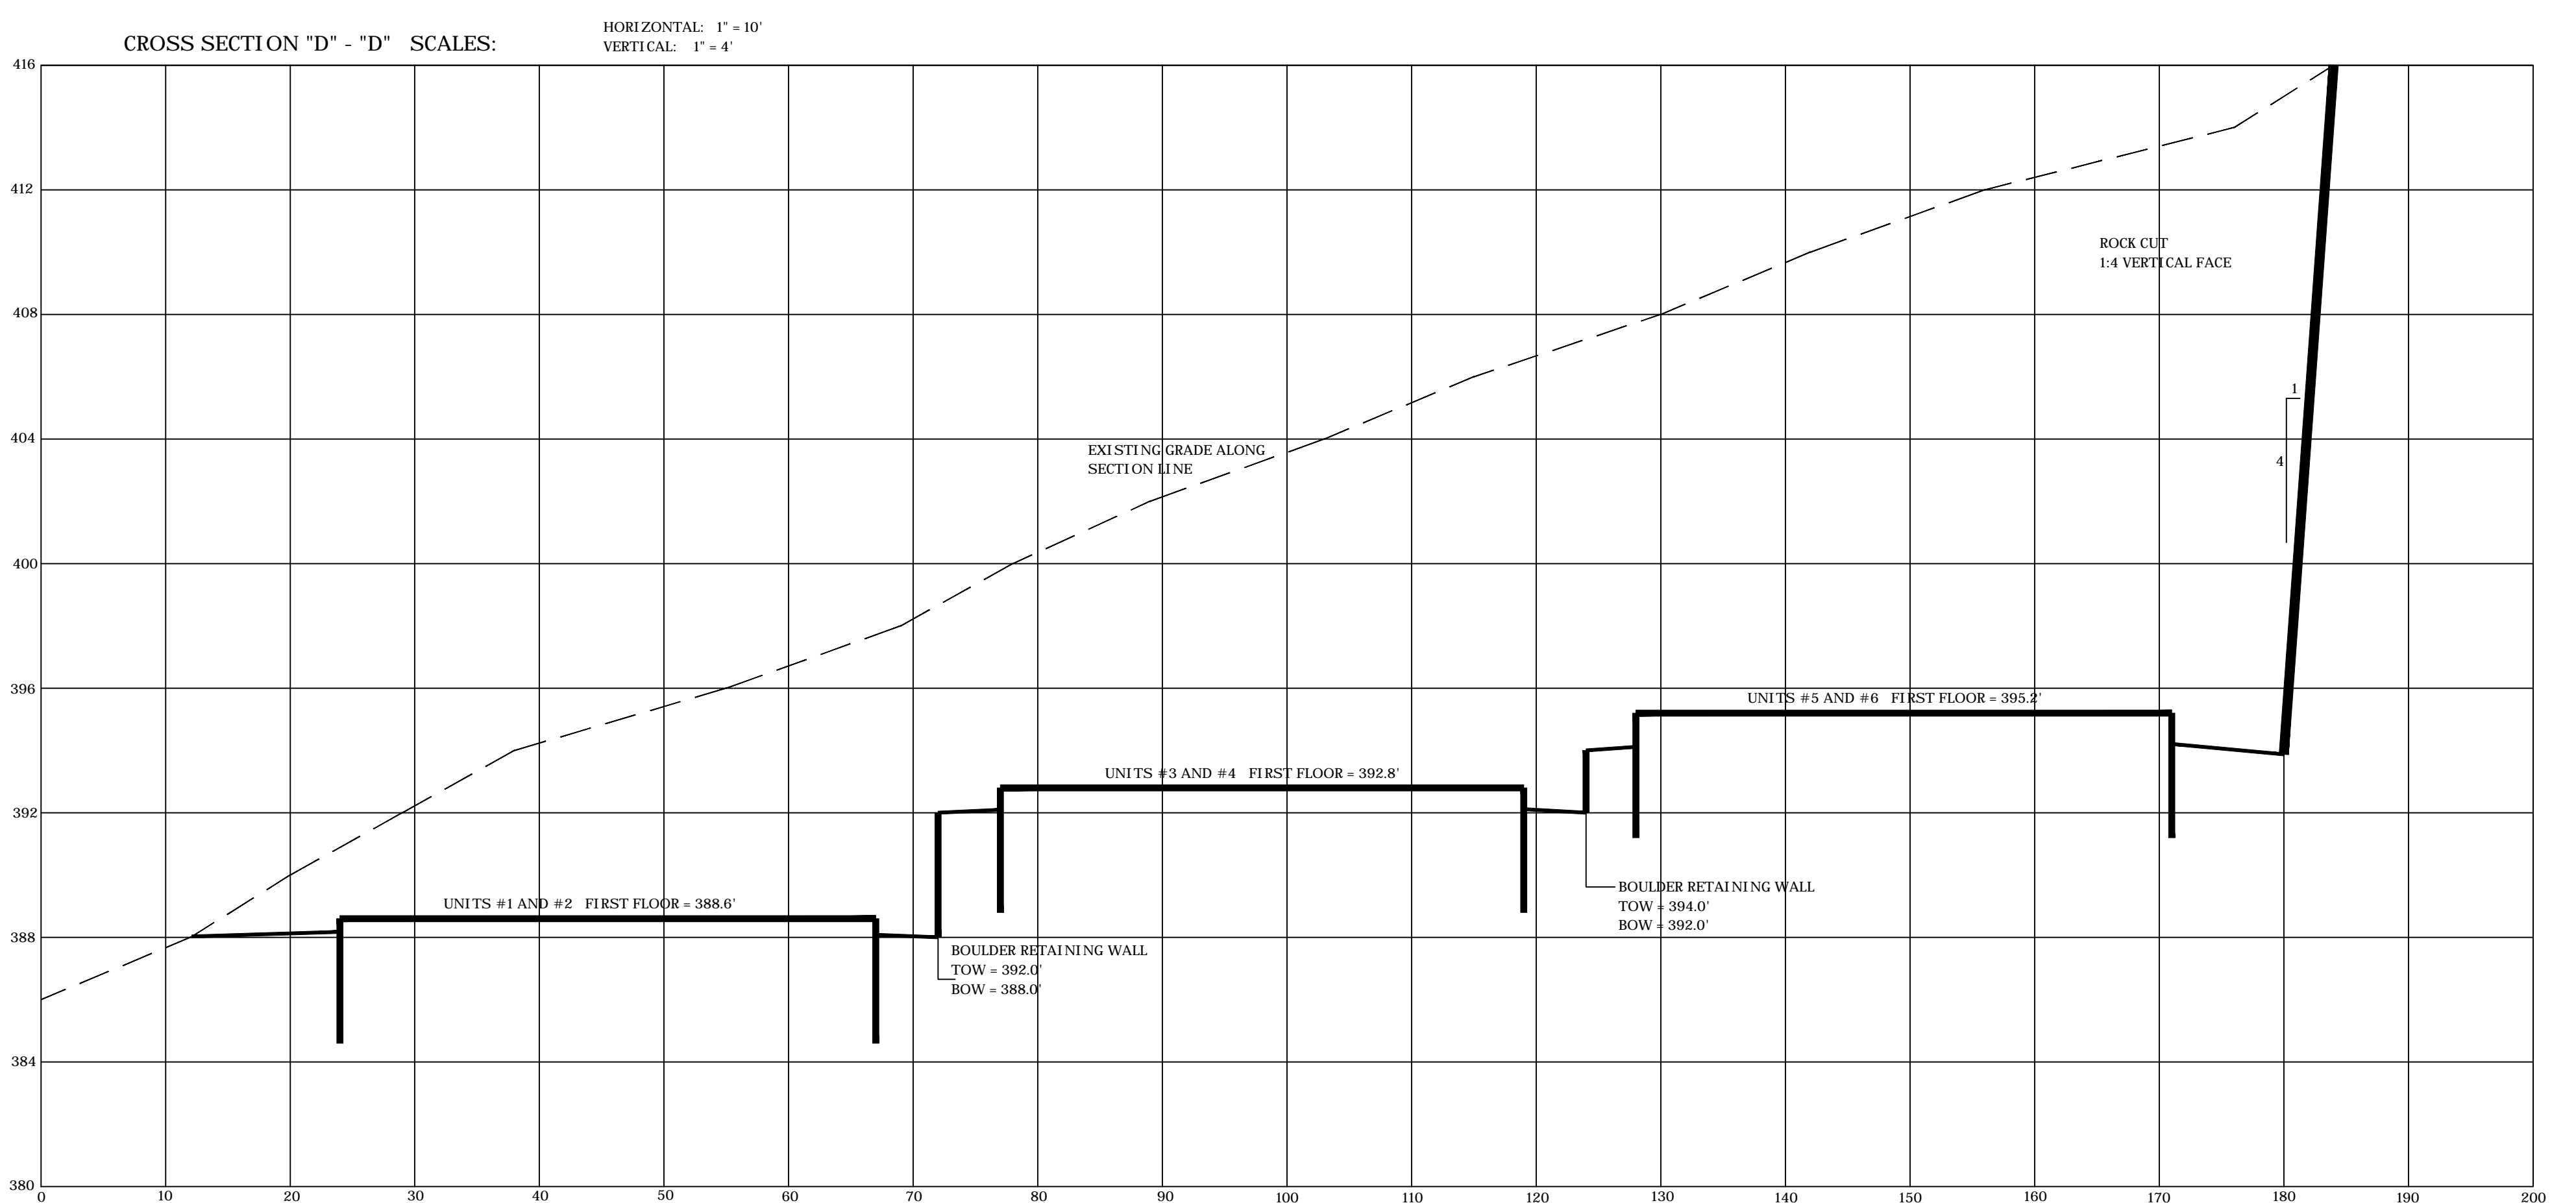 CROSS SECTION "D" - "D" SCALES:
HORIZONTAL: 1" = 10'
VERTICAL: 1" = 4'
416
412
ROCK CUT
1:4 VERTICAL FACE
408
1
404
EXISTING GRADE ALONG
SECTION LINE
4
400
396
UNITS #5 AND #6 FIRST FLOOR = 395.2'
UNITS #3 AND #4 FIRST FLOOR = 392.8'
392
BOULDER RETAINING WALL
TOW = 394.0'
BOW = 392.0'
UNITS #1 AND #2 FIRST FLOOR = 388.6'
388
BOULDER RETAINING WALL
TOW = 392.0'
BOW = 388.0'
384
380
0 10 20 30 40 50 60 70 80 90 100 110 120 130 140 150 160 170 180 190 200